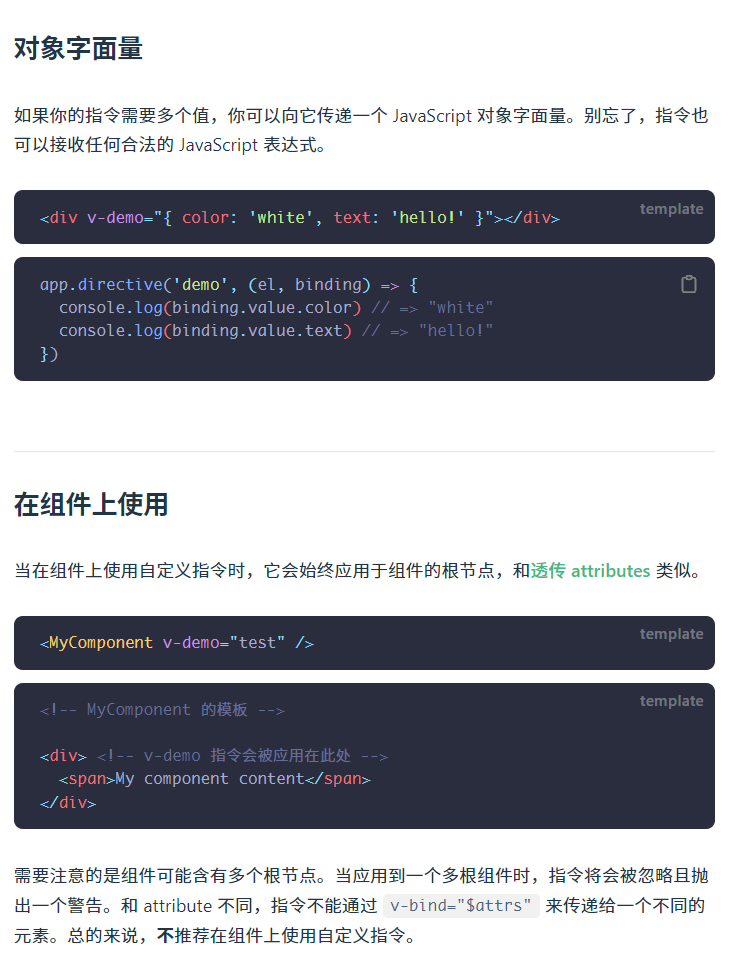 对象字面量
如果你的指令需要多个值，你可以向它传递一个 JavaScript 对象字面量。别忘了，指令也
可以接收任何合法的 JavaScript 表达式。
template
<div v-demo="{ color: 'white', text: 'hello!' }"></div>
app.directive('demo', (el, binding) => {
  console.log(binding.value.color) // => "white"
  console.log(binding.value.text) // => "hello!"
})
在组件上使用
当在组件上使用自定义指令时，它会始终应用于组件的根节点，和透传 attributes 类似。
template
<MyComponent v-demo="test" />
template
<!-- MyComponent 的模板 -->
<div> <!-- v-demo 指令会被应用在此处 -->
  <span>My component content</span>
</div>
需要注意的是组件可能含有多个根节点。当应用到一个多根组件时，指令将会被忽略且抛
出一个警告。和 attribute 不同，指令不能通过 v-bind="$attrs" 来传递给一个不同的
元素。总的来说，不推荐在组件上使用自定义指令。